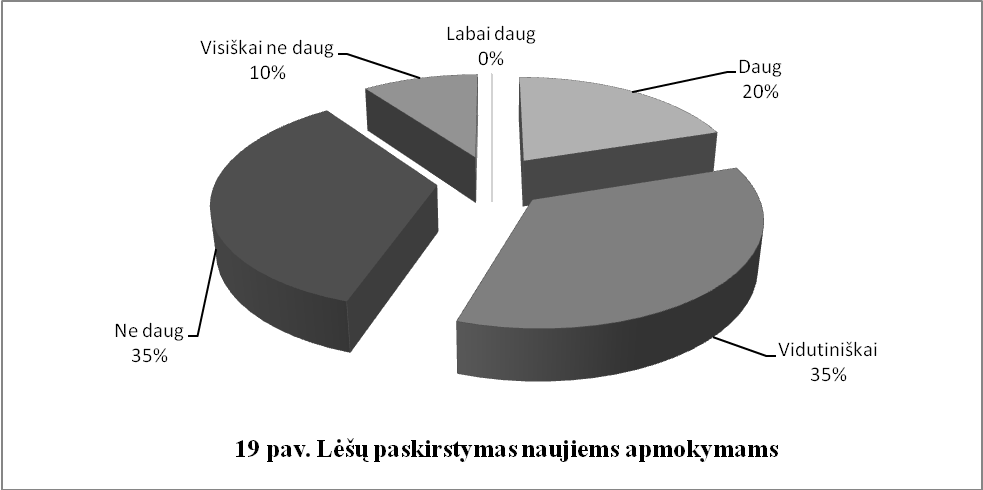 Labai daug
0%
Daug
20%
Vidutiniškai
35%
Ne daug
35%
Visiškai ne daug
10%
19 pav. Lėšų paskirstymas naujiems apmokymams